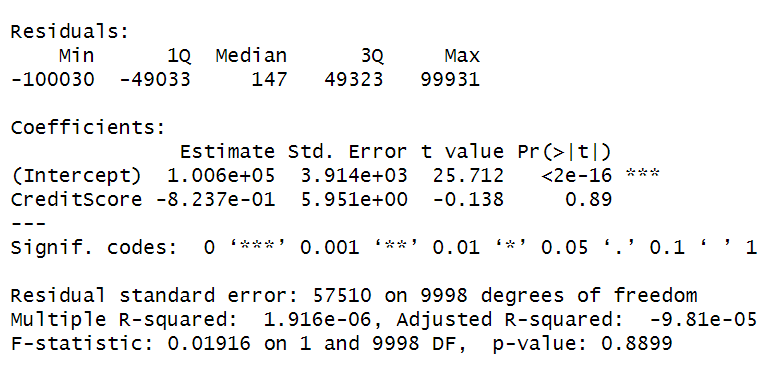 Residuals:
    Min      1Q  Median      3Q     Max
-100030  -49033     147   49323   99931

Coefficients:
              Estimate Std. Error t value Pr(>|t|)
(Intercept)  1.006e+05  3.914e+03  25.712   <2e-16 ***
CreditScore -8.237e-01  5.951e+00  -0.138     0.89
---
Signif. codes:  0 ‘***’ 0.001 ‘**’ 0.01 ‘*’ 0.05 ‘.’ 0.1 ‘ ’ 1

Residual standard error: 57510 on 9998 degrees of freedom
Multiple R-squared:  1.916e-06, Adjusted R-squared:  -9.81e-05
F-statistic: 0.01916 on 1 and 9998 DF,  p-value: 0.8899